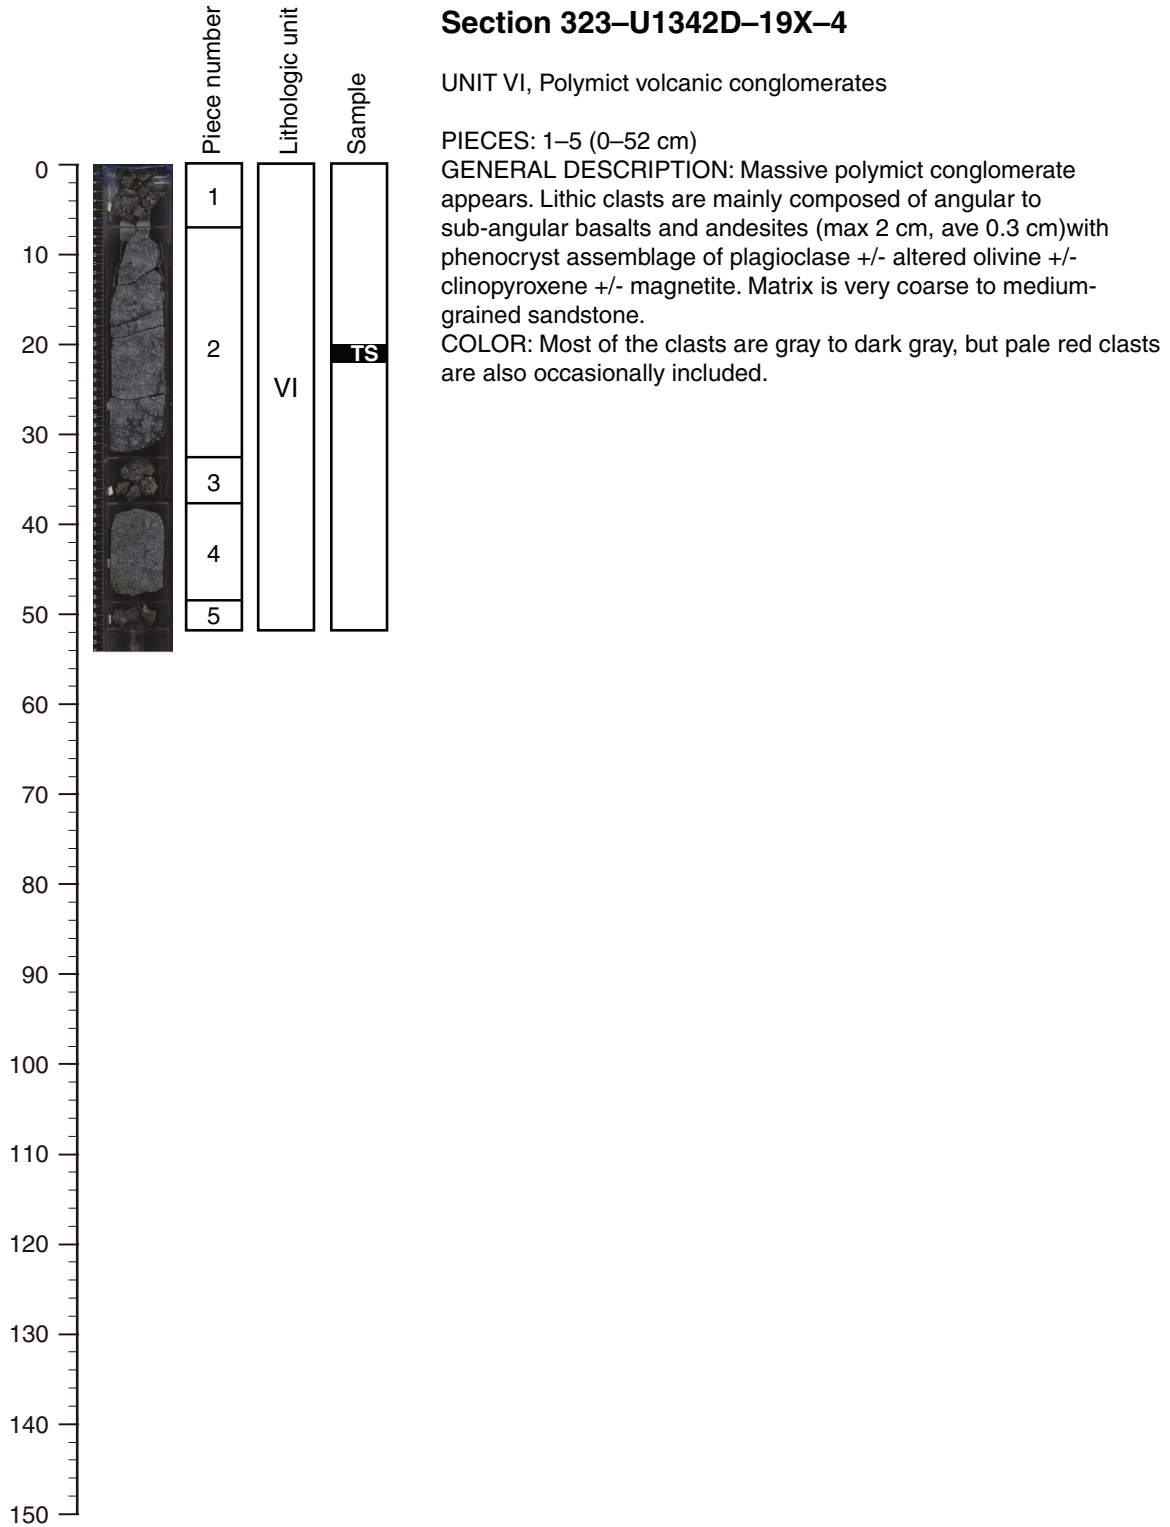 Section 323–U1342D–19X–4
UNIT VI, Polymict volcanic conglomerates
PIECES: 1–5 (0–52 cm)
GENERAL DESCRIPTION: Massive polymict conglomerate
appears. Lithic clasts are mainly composed of angular to
sub-angular basalts and andesites (max 2 cm, ave 0.3 cm)with
phenocryst assemblage of plagioclase +/- altered olivine +/-
clinopyroxene +/- magnetite. Matrix is very coarse to medium-
grained sandstone.
COLOR: Most of the clasts are gray to dark gray, but pale red clasts
are also occasionally included.
Piece number
Lithologic unit
Sample
0
10
20
30
40
50
60
70
80
90
100
110
120
130
140
150
1
2
3
4
5
VI
TS